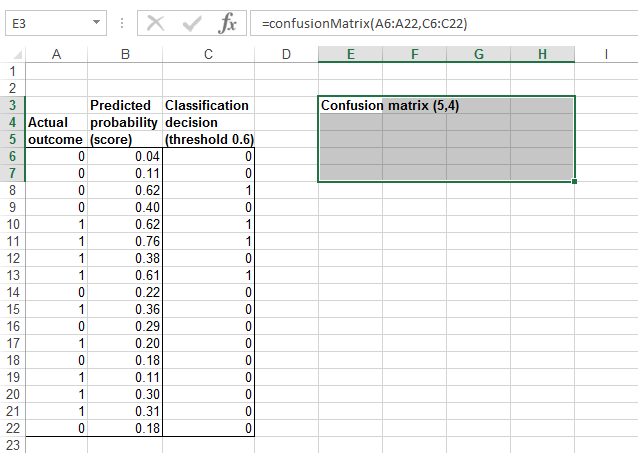 E3 fx =confusionMatrix(A6:A22,C6:C22)
A B C D E F G H I
1
2
3 Predicted Classification Confusion matrix (5,4)
4 Actual probability decision
5 outcome (score) (threshold 0.6)
6 0 0.04 0
7 0 0.11 0
8 0 0.62 1
9 0 0.40 0
10 1 0.62 1
11 1 0.76 1
12 1 0.38 0
13 1 0.61 1
14 0 0.22 0
15 1 0.36 0
16 0 0.29 0
17 1 0.20 0
18 0 0.18 0
19 1 0.11 0
20 1 0.30 0
21 1 0.31 0
22 0 0.18 0
23